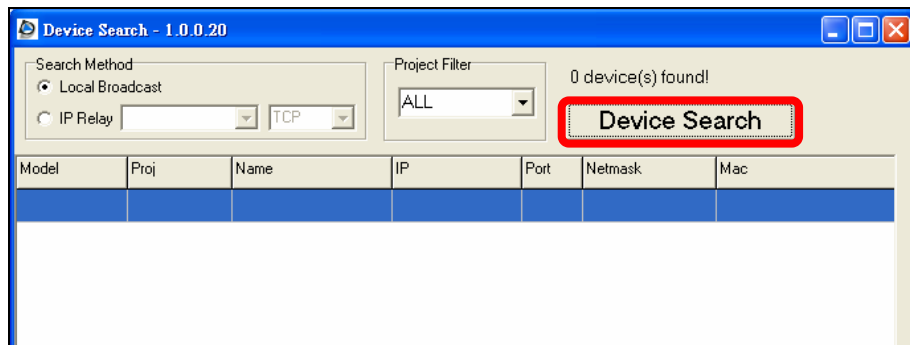 Device Search - 1.0.0.20
Search Method
Local Broadcast
IP Relay TCP
Project Filter
ALL
0 device(s) found!
Device Search
Model Proj Name IP Port Netmask Mac